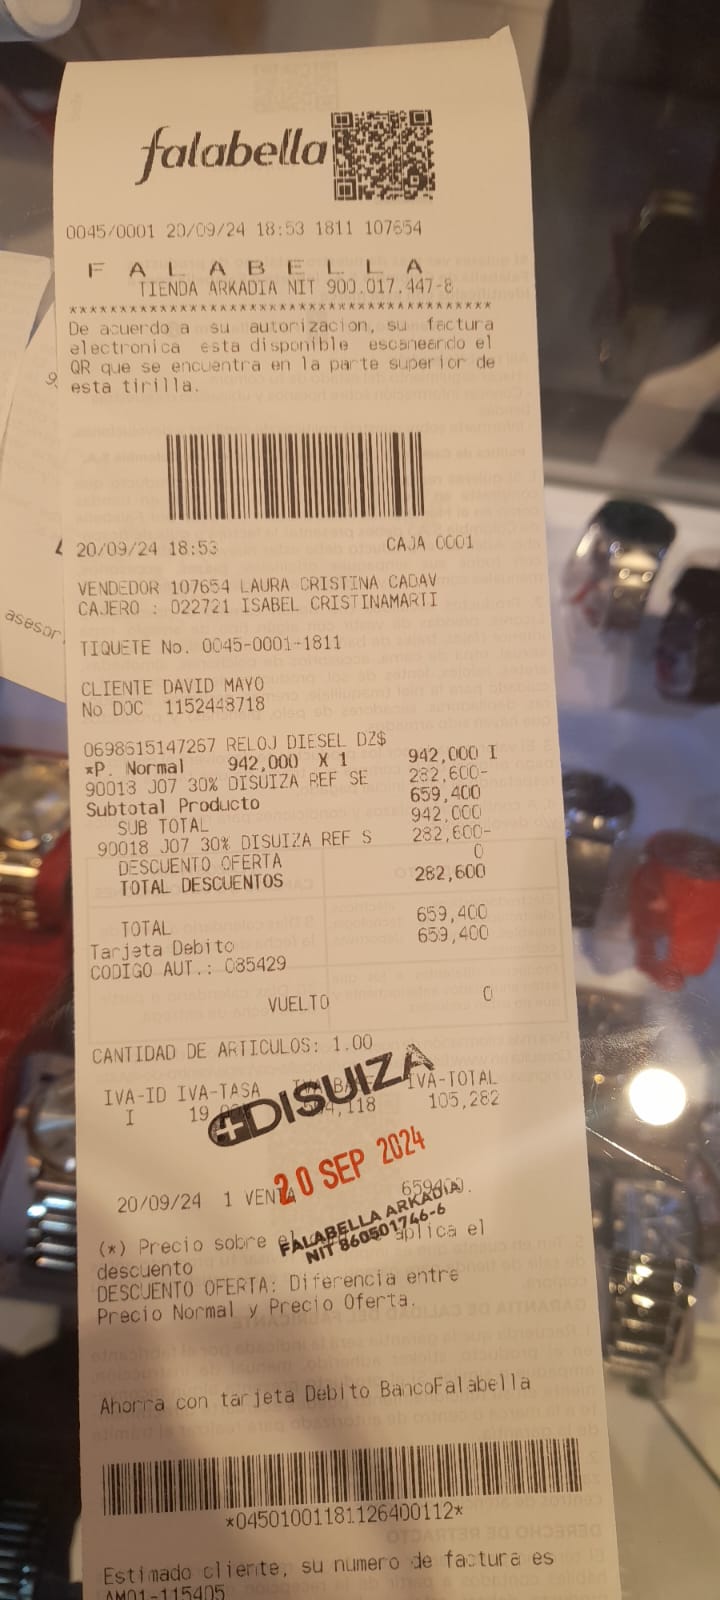 falabella
0045/0001 20/09/24 18:53 1811 107654
F A L A B E L L A
TIENDA ARKADIA NIT 900.017.447-8
*******************************************
De acuerdo a su autorizacion, su factura
electronica esta disponible escaneando el
QR que se encuentra en la parte superior de
esta tirilla.
20/09/24 18:53 CAJA 0001
VENDEDOR 107654 LAURA CRISTINA CADAV
CAJERO : 022721 ISABEL CRISTINAMARTI
asesor
TIQUETE No. 0045-0001-1811
CLIENTE DAVID MAYO
No DOC 1152448718
0698615147267 RELOJ DIESEL DZ$
*P. Normal 942,000 X 1 942,000 I
90018 J07 30% DISUIZA REF SE 282,600-
Subtotal Producto 659,400
SUB TOTAL 942,000
90018 J07 30% DISUIZA REF S 282,600-
DESCUENTO OFERTA 0
TOTAL DESCUENTOS 282,600
TOTAL 659,400
Tarjeta Debito 659,400
CODIGO AUT.: 085429
VUELTO 0
CANTIDAD DE ARTICULOS: 1.00
IVA-ID IVA-TASA IVA-TOTAL
I 19 ,118 105,282
DISUIZA
20 SEP 2024
20/09/24 1 VENTA 659400.
FALABELLA ARKADIA
NIT 860501746-6
(*) Precio sobre el aplica el
descuento
DESCUENTO OFERTA: Diferencia entre
Precio Normal y Precio Oferta.
Ahorra con tarjeta Debito BancoFalabella
*04501001181126400112*
Estimado cliente, su numero de factura es
AM01-115405